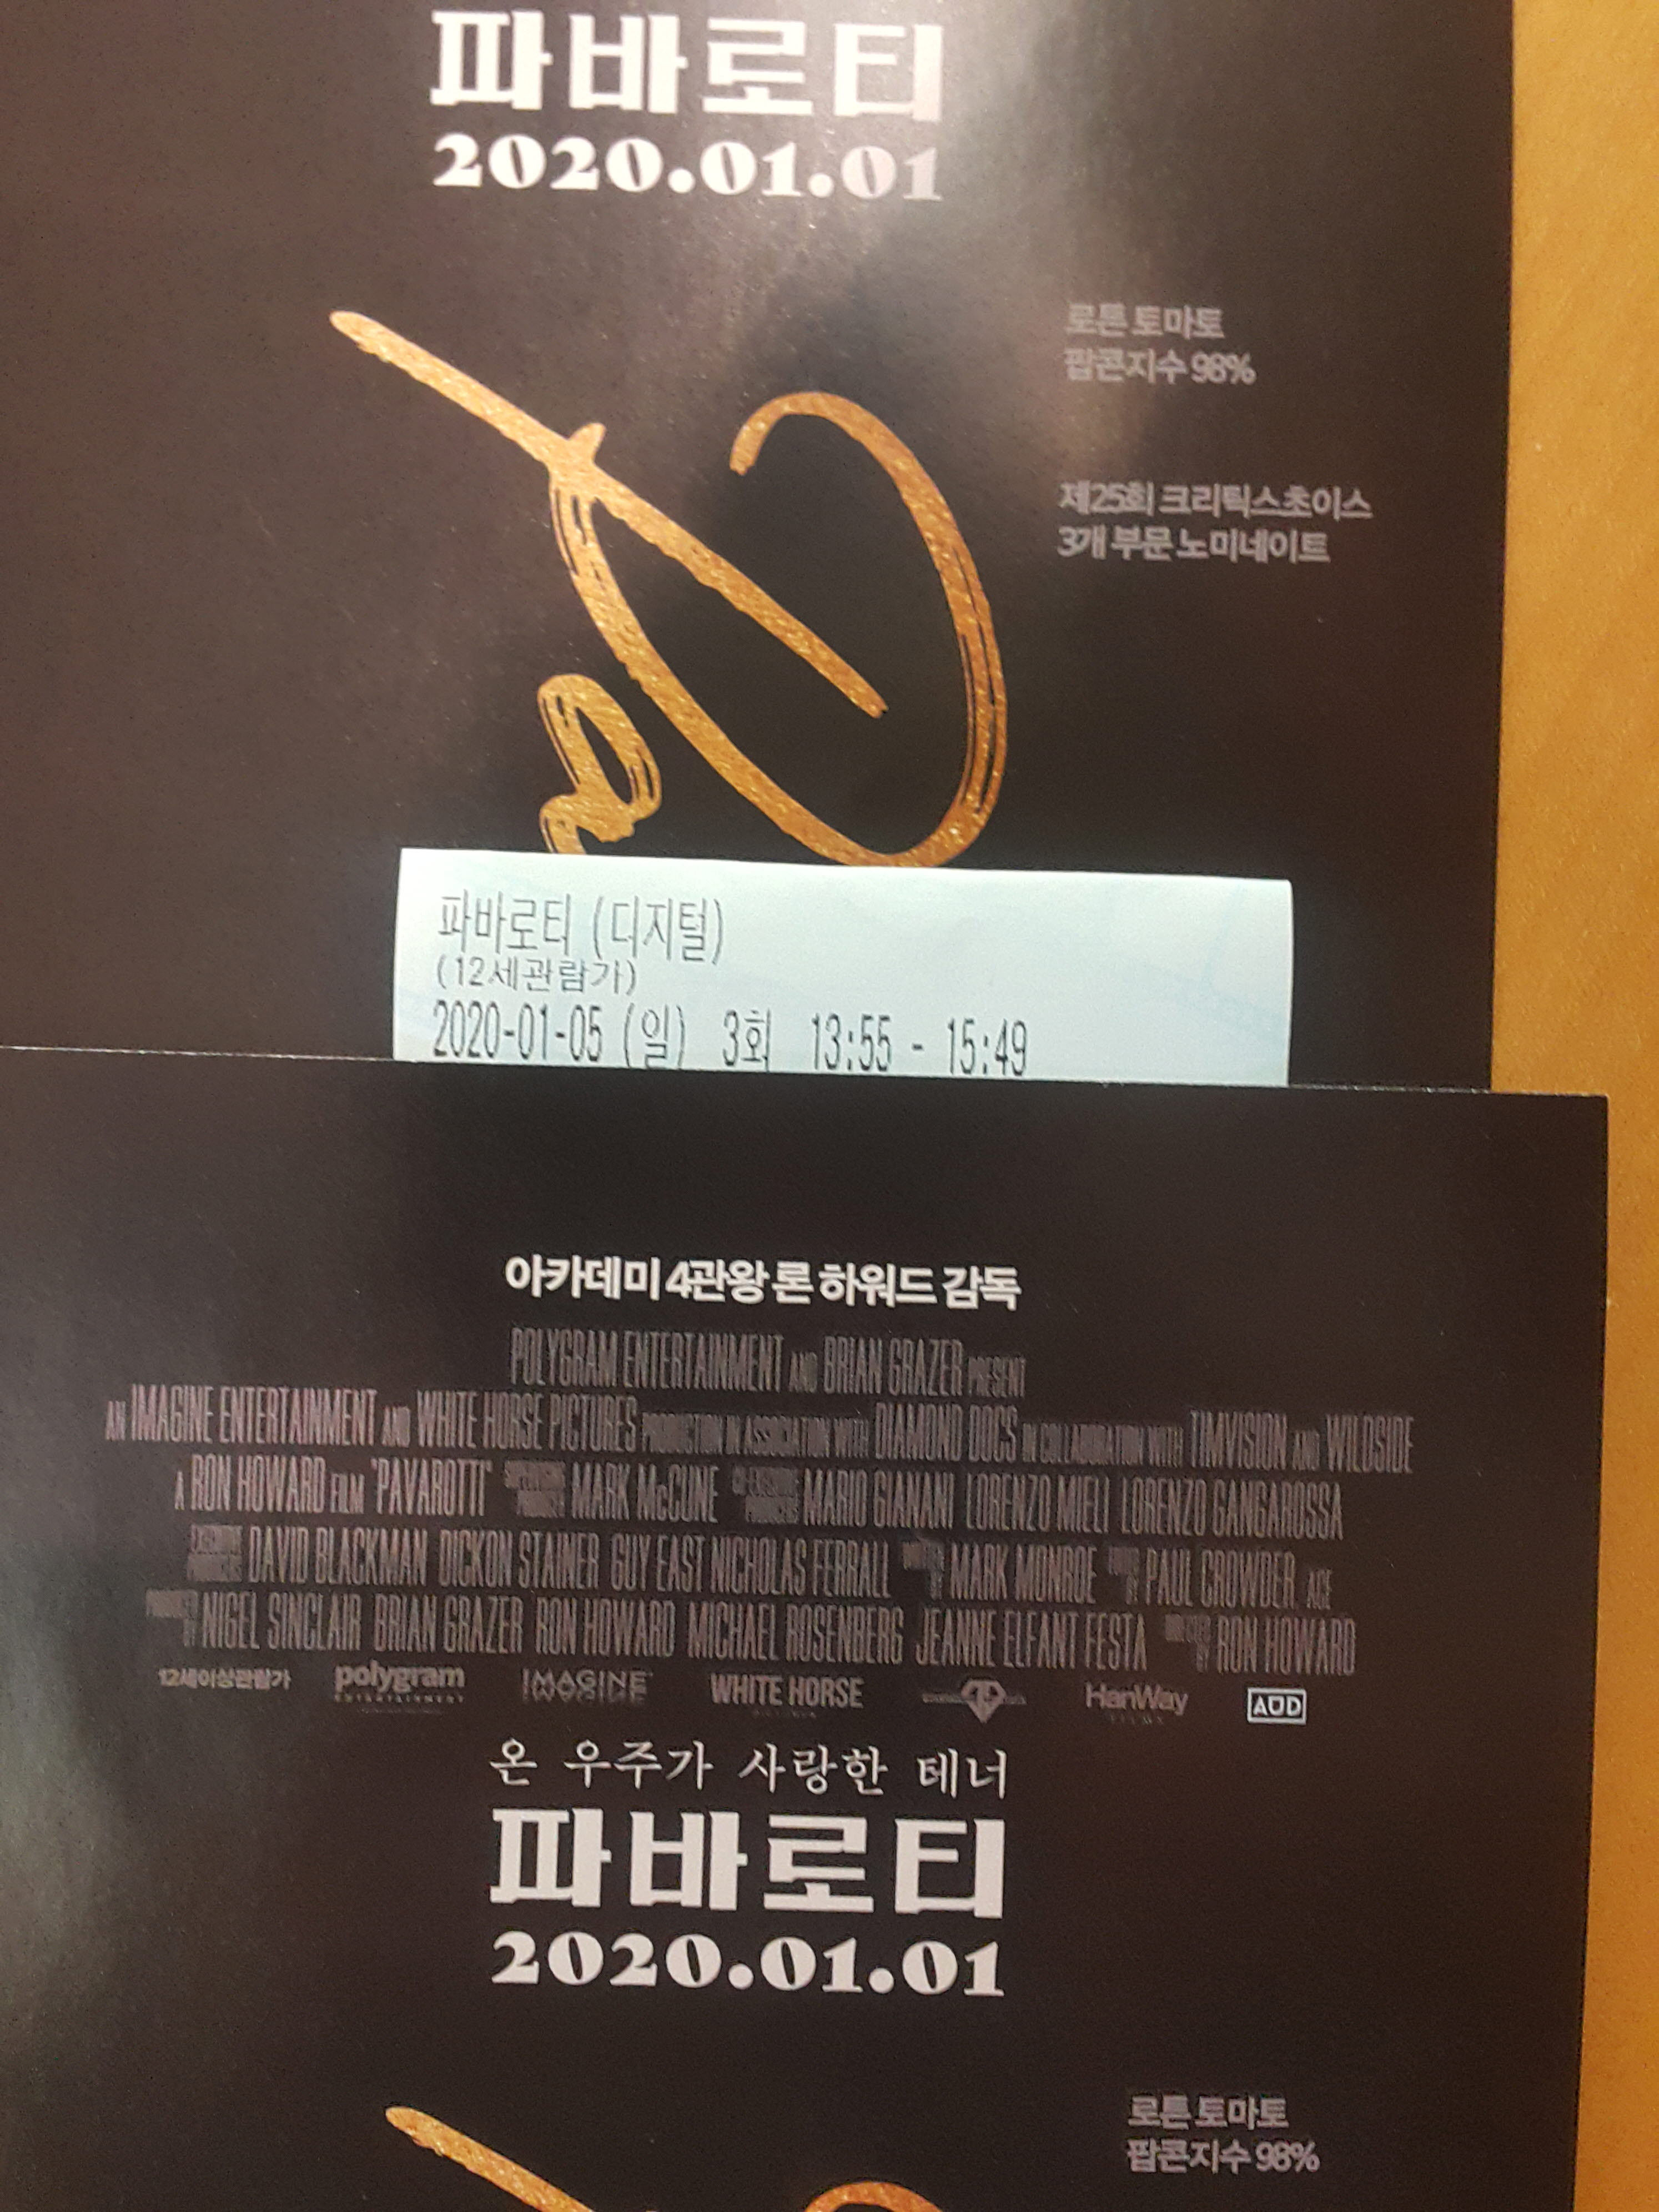 파바로티
2020.01.01
로튼 토마토
팝콘지수 98%
제25회 크리틱스초이스
3개 부문 노미네이트
파바로티 (디지털)
(12세관람가)
2020-01-05 (일) 3회 13:55 - 15:49
아카데미 4관왕 론 하워드 감독
POLYGRAM ENTERTAINMENT AND BRIAN GRAZER PRESENT
AN IMAGINE ENTERTAINMENT AND WHITE HORSE PICTURES PRODUCTION IN ASSOCIATION WITH DIAMOND DOCS IN COLLABORATION WITH TIMVISION AND WILDSIDE
A RON HOWARD FILM "PAVAROTTI" MARK McCUNE MARIO GIANANI LORENZO MIELI LORENZO GANGAROSSA
DAVID BLACKMAN DICKON STAINER GUY EAST NICHOLAS FERRALL MARK MONROE PAUL CROWDER, ACE
NIGEL SINCLAIR BRIAN GRAZER RON HOWARD MICHAEL ROSENBERG JEANNE ELFANT FESTA RON HOWARD
12세이상관람가 polygram ENTERTAINMENT IMAGINE WHITE HORSE HanWay FILMS AUD
온 우주가 사랑한 테너
파바로티
2020.01.01
로튼 토마토
팝콘지수 98%